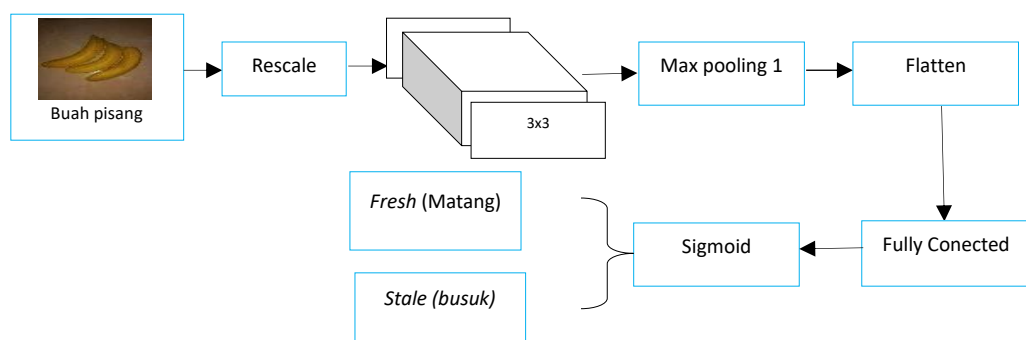 Buah pisang
Rescale
3x3
Max pooling 1
Flatten
Fully Conected
Sigmoid
Fresh (Matang)
Stale (busuk)